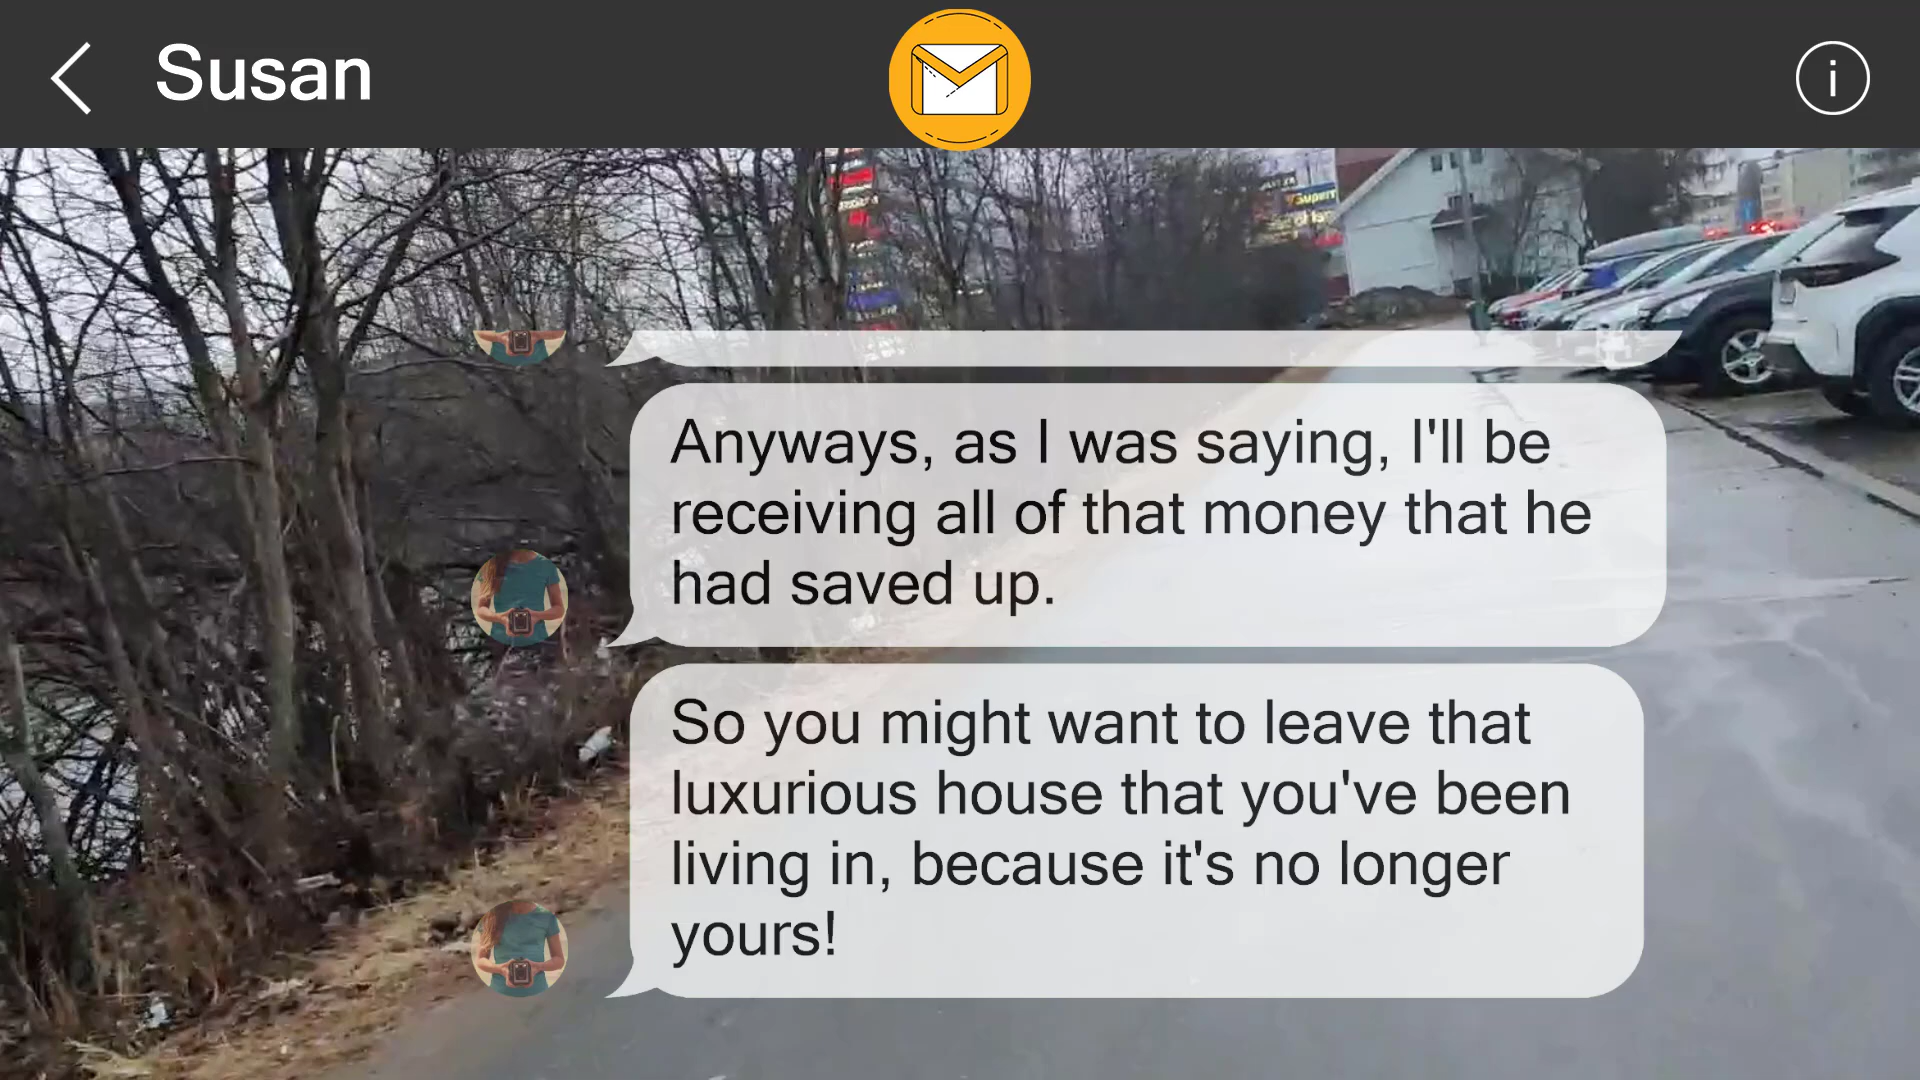 Susan
Anyways, as I was saying, I'll be
receiving all of that money that he
had saved up.
So you might want to leave that
luxurious house that you've been
living in, because it's no longer
yours!